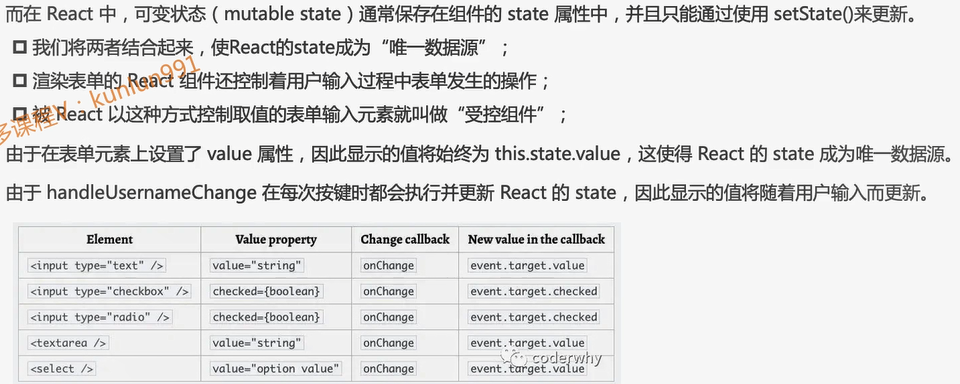 而在 React 中，可变状态（mutable state）通常保存在组件的 state 属性中，并且只能通过使用 setState()来更新。
我们将两者结合起来，使React的state成为“唯一数据源”；
渲染表单的 React 组件还控制着用户输入过程中表单发生的操作；
被 React 以这种方式控制取值的表单输入元素就叫做“受控组件”；
多课程V：kunlun991
由于在表单元素上设置了 value 属性，因此显示的值将始终为 this.state.value，这使得 React 的 state 成为唯一数据源。
由于 handleUsernameChange 在每次按键时都会执行并更新 React 的 state，因此显示的值将随着用户输入而更新。
Element Value property Change callback New value in the callback
<input type="text" /> value="string" onChange event.target.value
<input type="checkbox" /> checked={boolean} onChange event.target.checked
<input type="radio" /> checked={boolean} onChange event.target.checked
<textarea /> value="string" onChange event.target.value
<select /> value="option value" onChange event.target.value
coderwhy